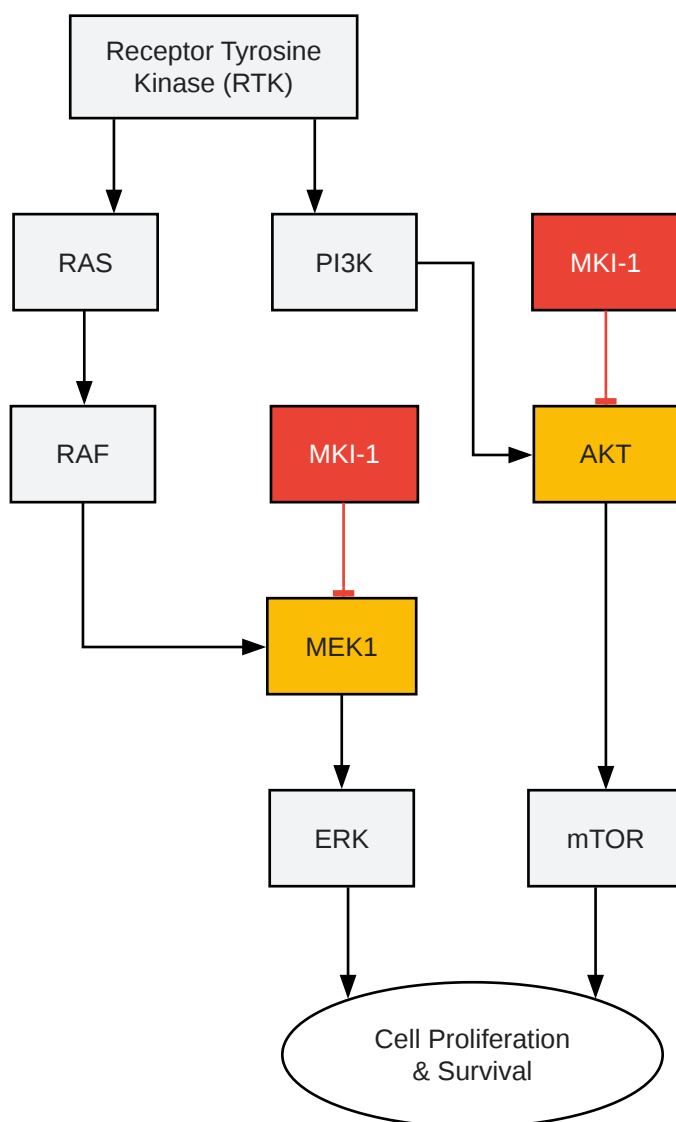 Receptor Tyrosine
Kinase (RTK)
RAS
PI3K
MKI-1
RAF
MKI-1
AKT
MEK1
ERK
mTOR
Cell Proliferation
& Survival